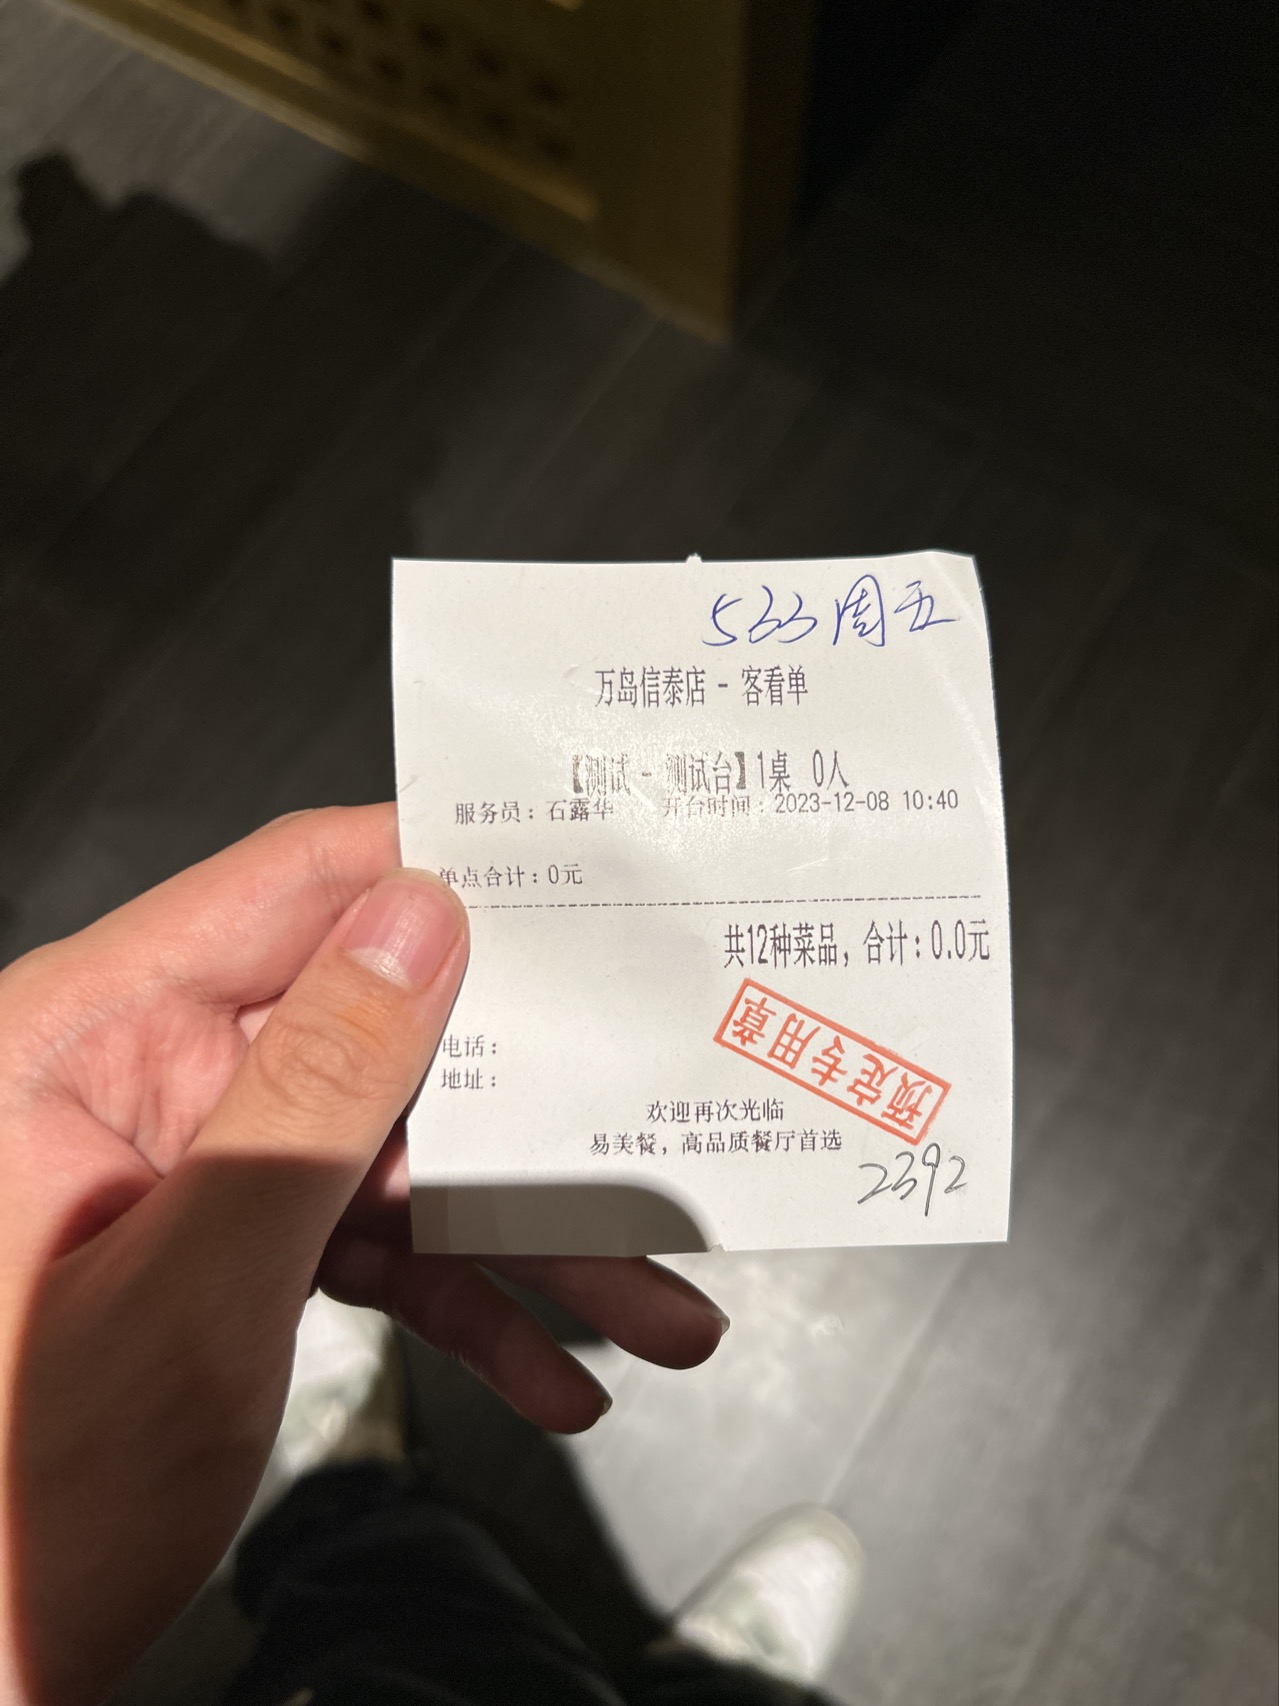 533周五
万岛信泰店 - 客看单
【测试 - 测试台】1桌 0人
服务员：石露华 开台时间：2023-12-08 10:40
单点合计：0元
共12种菜品，合计：0.0元
预定专用章
电话：
地址：
欢迎再次光临
易美餐，高品质餐厅首选
2392